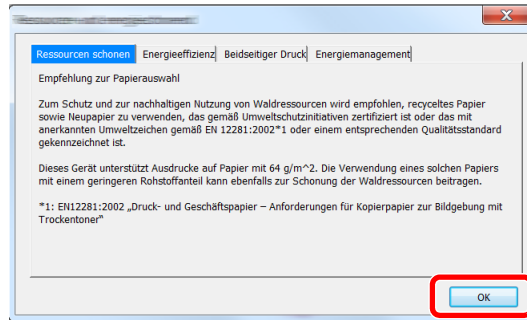 Ressourcen schonen Energieeffizienz Beidseitiger Druck Energiemanagement
Empfehlung zur Papierauswahl
Zum Schutz und zur nachhaltigen Nutzung von Waldressourcen wird empfohlen, recyceltes Papier
sowie Neupapier zu verwenden, das gemäß Umweltschutzinitiativen zertifiziert ist oder das mit
anerkannten Umweltzeichen gemäß EN 12281:2002*1 oder einem entsprechenden Qualitätsstandard
gekennzeichnet ist.
Dieses Gerät unterstützt Ausdrucke auf Papier mit 64 g/m^2. Die Verwendung eines solchen Papiers
mit einem geringeren Rohstoffanteil kann ebenfalls zur Schonung der Waldressourcen beitragen.
*1: EN12281:2002 „Druck- und Geschäftspapier – Anforderungen für Kopierpapier zur Bildgebung mit
Trockentoner"
OK